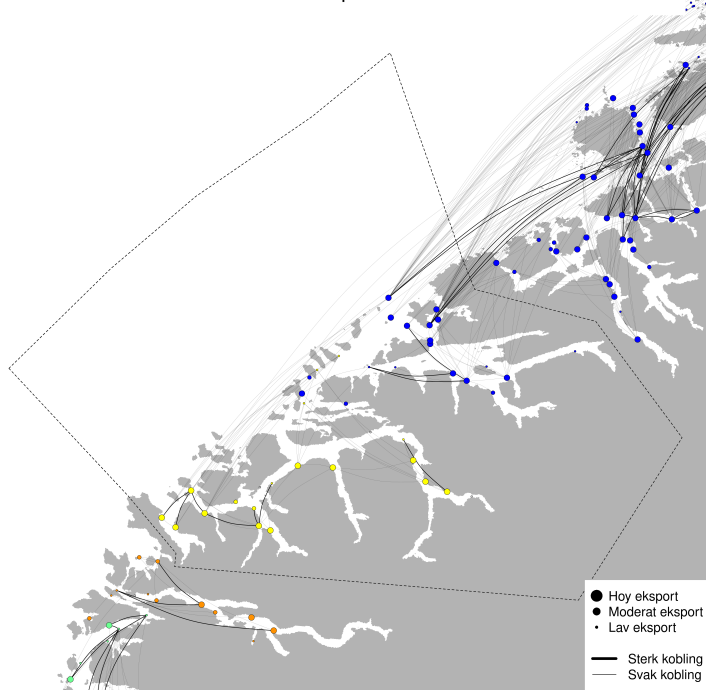 Hoy eksport
Moderat eksport
Lav eksport
Sterk kobling
Svak kobling